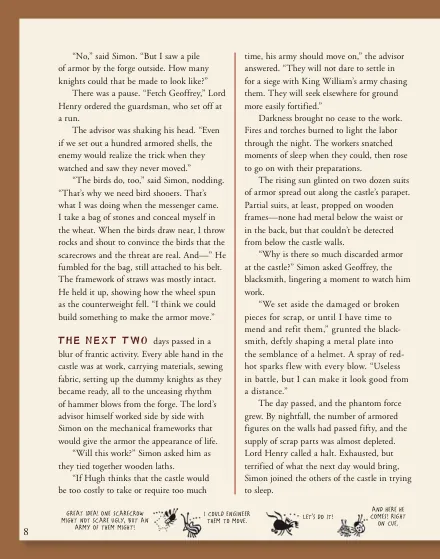 "No," said Simon. "But I saw a pile
of armor by the forge outside. How many
knights could that be made to look like?"
There was a pause. "Fetch Geoffrey," Lord
Henry ordered the guardsman, who set off at
a run.
The advisor was shaking his head. "Even
if we set out a hundred armored shells, the
enemy would realize the trick when they
watched and saw they never moved."
"The birds do, too," said Simon, nodding.
"That's why we need bird shooers. That's
what I was doing when the messenger came.
I take a bag of stones and conceal myself in
the wheat. When the birds draw near, I throw
rocks and shout to convince the birds that the
scarecrows and the threat are real. And—" He
fumbled for the bag, still attached to his belt.
The framework of straws was mostly intact.
He held it up, showing how the wheel spun
as the counterweight fell. "I think we could
build something to make the armor move."
THE NEXT TWO days passed in a
blur of frantic activity. Every able hand in the
castle was at work, carrying materials, sewing
fabric, setting up the dummy knights as they
became ready, all to the unceasing rhythm
of hammer blows from the forge. The lord's
advisor himself worked side by side with
Simon on the mechanical frameworks that
would give the armor the appearance of life.
"Will this work?" Simon asked him as
they tied together wooden laths.
"If Hugh thinks that the castle would
be too costly to take or require too much
time, his army should move on," the advisor
answered. "They will not dare to settle in
for a siege with King William's army chasing
them. They will seek elsewhere for ground
more easily fortified."
Darkness brought no cease to the work.
Fires and torches burned to light the labor
through the night. The workers snatched
moments of sleep when they could, then rose
to go on with their preparations.
The rising sun glinted on two dozen suits
of armor spread out along the castle's parapet.
Partial suits, at least, propped on wooden
frames—none had metal below the waist or
in the back, but that couldn't be detected
from below the castle walls.
"Why is there so much discarded armor
at the castle?" Simon asked Geoffrey, the
blacksmith, lingering a moment to watch him
work.
"We set aside the damaged or broken
pieces for scrap, or until I have time to
mend and refit them," grunted the black-
smith, deftly shaping a metal plate into
the semblance of a helmet. A spray of red-
hot sparks flew with every blow. "Useless
in battle, but I can make it look good from
a distance."
The day passed, and the phantom force
grew. By nightfall, the number of armored
figures on the walls had passed fifty, and the
supply of scrap parts was almost depleted.
Lord Henry called a halt. Exhausted, but
terrified of what the next day would bring,
Simon joined the others of the castle in trying
to sleep.
GREAT IDEA! ONE SCARECROW
MIGHT NOT SCARE UGLY, BUT AN
ARMY OF THEM MIGHT!
I COULD ENGINEER
THEM TO MOVE.
LET'S DO IT!
AND HERE HE
COMES! RIGHT
ON CUE.
8